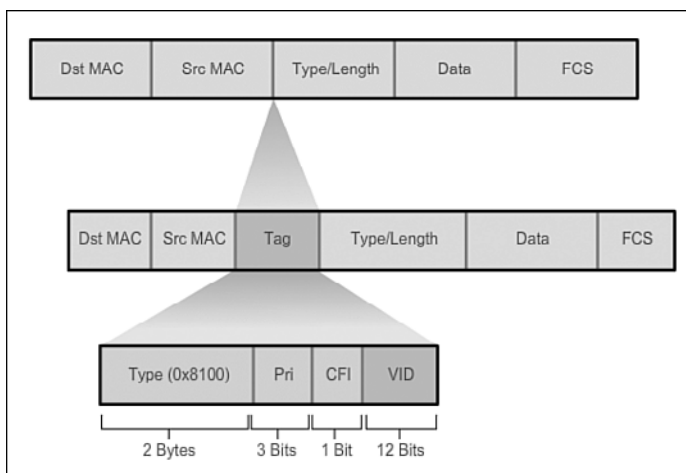 Dst MAC Src MAC Type/Length Data FCS
Dst MAC Src MAC Tag Type/Length Data FCS
Type (0x8100) Pri CFI VID
2 Bytes 3 Bits 1 Bit 12 Bits